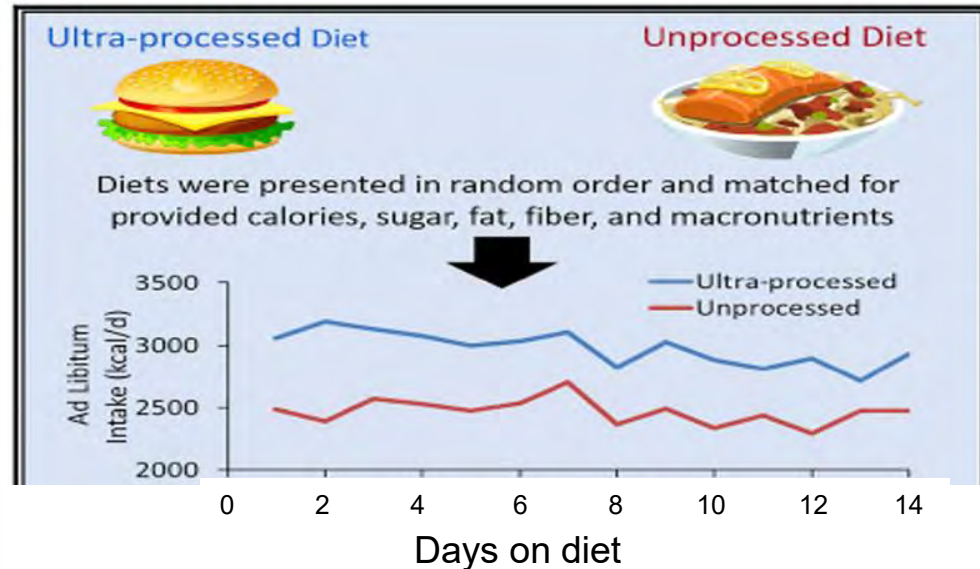 Ultra-processed Diet
Unprocessed Diet
Diets were presented in random order and matched for
provided calories, sugar, fat, fiber, and macronutrients
3500
3000
2500
2000
Ad Libitum
Intake (kcal/d)
Ultra-processed
Unprocessed
0 2 4 6 8 10 12 14
Days on diet